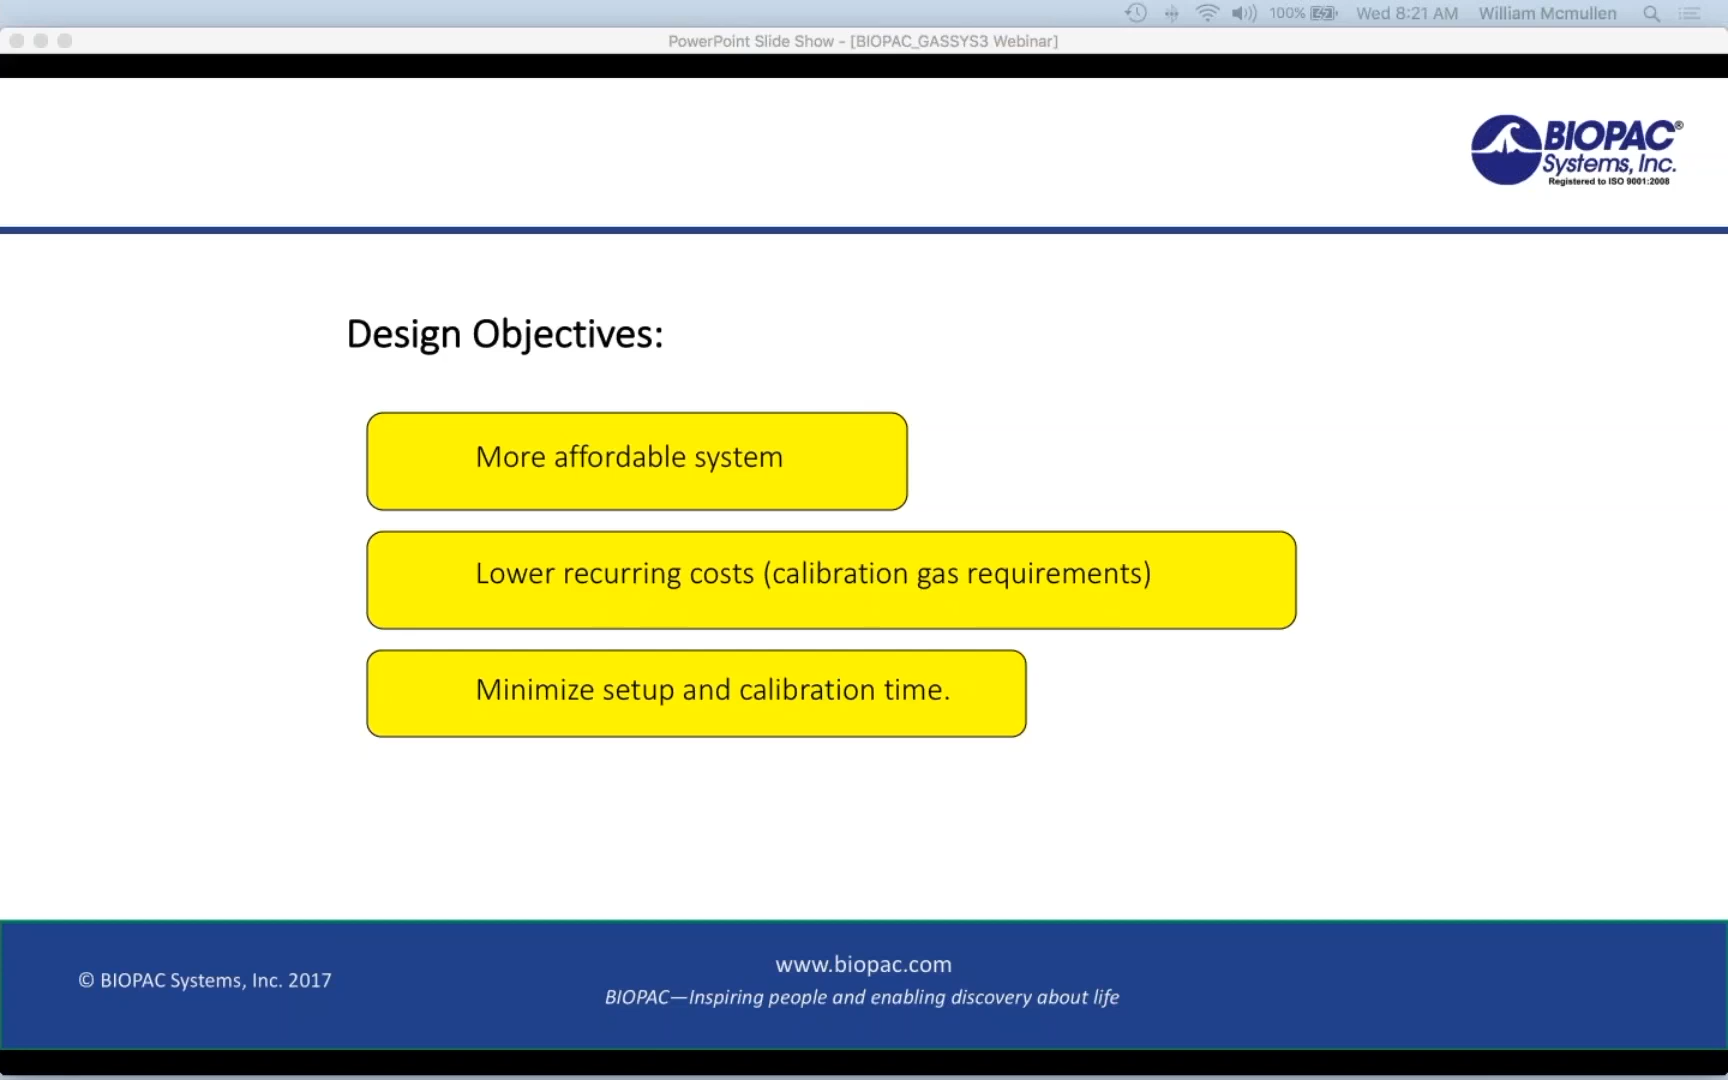 100% Wed 8:21 AM William Mcmullen
PowerPoint Slide Show - [BIOPAC_GASSYS3 Webinar]
BIOPAC®
Systems, Inc.
Registered to ISO 9001:2008
Design Objectives:
More affordable system
Lower recurring costs (calibration gas requirements)
Minimize setup and calibration time.
© BIOPAC Systems, Inc. 2017
www.biopac.com
BIOPAC—Inspiring people and enabling discovery about life